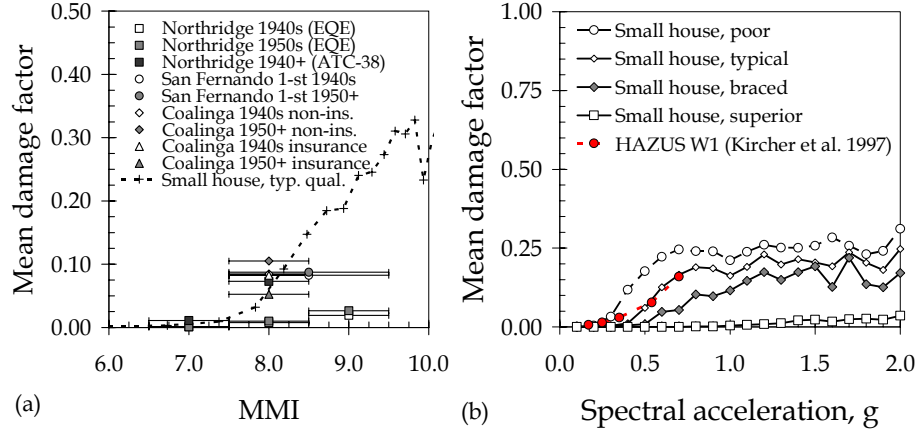 0.50
0.40
0.30
0.20
0.10
0.00
Mean damage factor
Northridge 1940s (EQE)
Northridge 1950s (EQE)
Northridge 1940+ (ATC-38)
San Fernando 1-st 1940s
San Fernando 1-st 1950+
Coalinga 1940s non-ins.
Coalinga 1950+ non-ins.
Coalinga 1940s insurance
Coalinga 1950+ insurance
Small house, typ. qual.
6.0 7.0 8.0 9.0 10.0
(a)
MMI
1.00
0.75
0.50
0.25
0.00
Mean damage factor
Small house, poor
Small house, typical
Small house, braced
Small house, superior
HAZUS W1 (Kircher et al. 1997)
0.0 0.5 1.0 1.5 2.0
(b)
Spectral acceleration, g